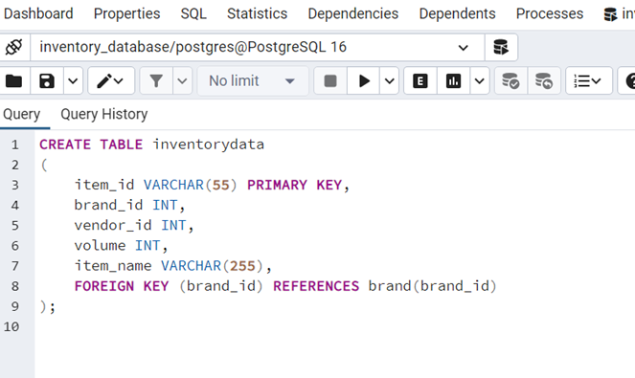 Dashboard Properties SQL Statistics Dependencies Dependents Processes in
inventory_database/postgres@PostgreSQL 16
No limit E
Query Query History
1 CREATE TABLE inventorydata
2 (
3 item_id VARCHAR(55) PRIMARY KEY,
4 brand_id INT,
5 vendor_id INT,
6 volume INT,
7 item_name VARCHAR(255),
8 FOREIGN KEY (brand_id) REFERENCES brand(brand_id)
9 );
10